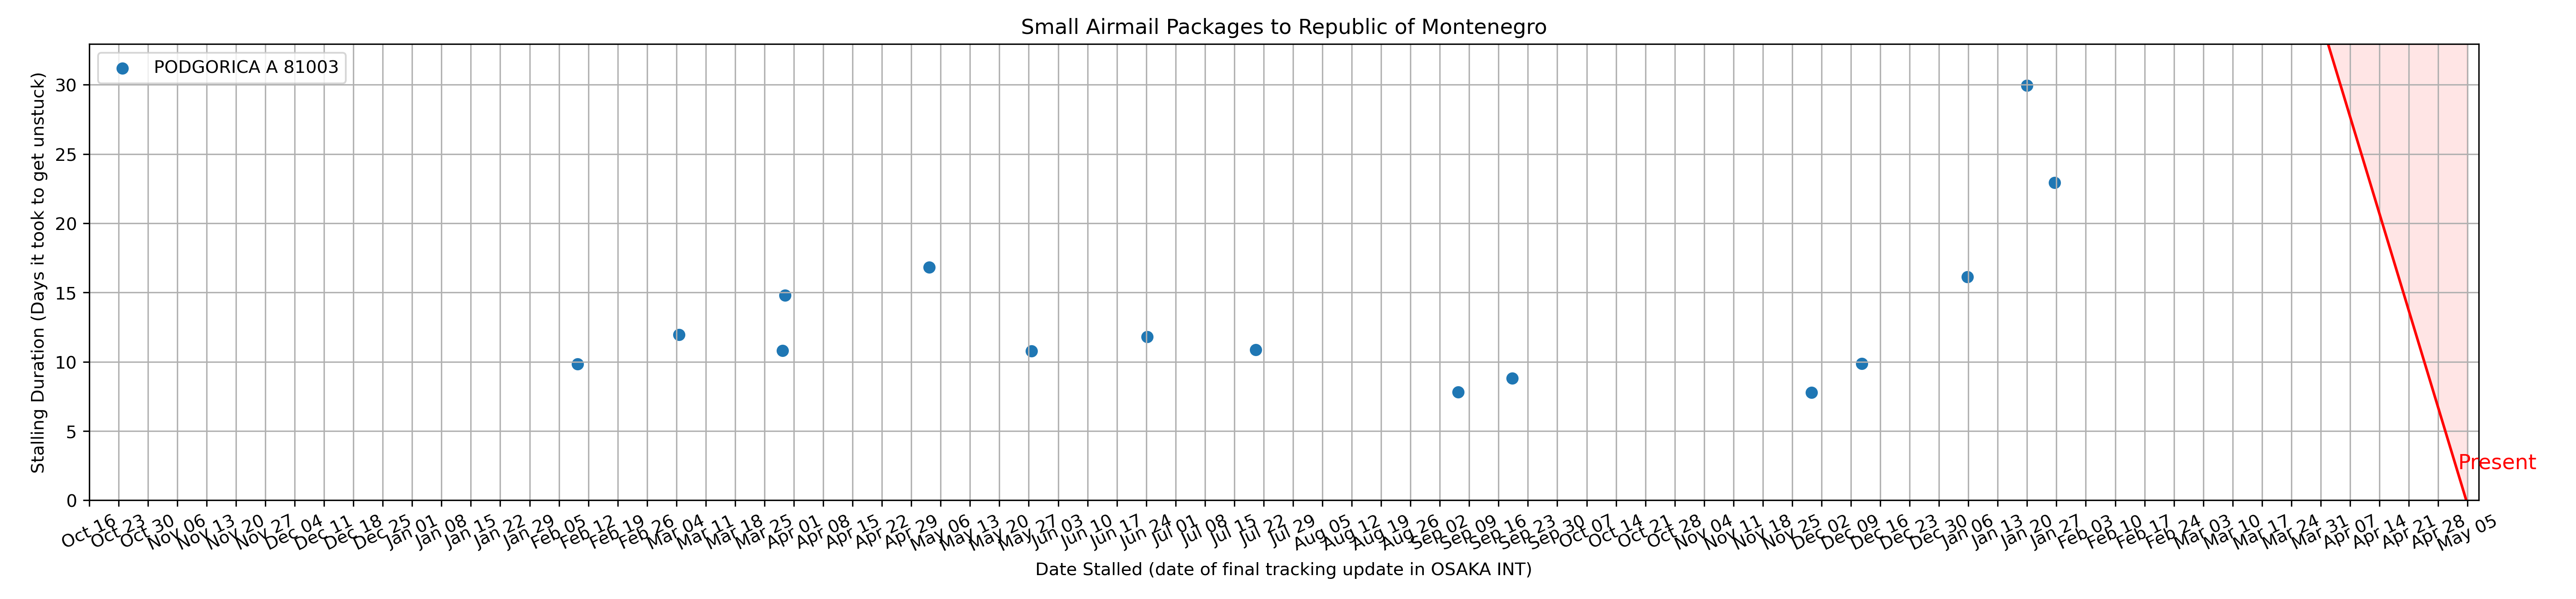 Small Airmail Packages to Republic of Montenegro
PODGORICA A 81003
Stalling Duration (Days it took to get unstuck)
30
25
20
15
10
5
0
Present
Oct 16 Oct 23 Oct 30 Nov 06 Nov 13 Nov 20 Nov 27 Dec 04 Dec 11 Dec 18 Dec 25 Jan 01 Jan 08 Jan 15 Jan 22 Jan 29 Feb 05 Feb 12 Feb 19 Feb 26 Mar 04 Mar 11 Mar 18 Mar 25 Apr 01 Apr 08 Apr 15 Apr 22 Apr 29 May 06 May 13 May 20 May 27 Jun 03 Jun 10 Jun 17 Jun 24 Jul 01 Jul 08 Jul 15 Jul 22 Jul 29 Aug 05 Aug 12 Aug 19 Aug 26 Sep 02 Sep 09 Sep 16 Sep 23 Sep 30 Oct 07 Oct 14 Oct 21 Oct 28 Nov 04 Nov 11 Nov 18 Nov 25 Dec 02 Dec 09 Dec 16 Dec 23 Dec 30 Jan 06 Jan 13 Jan 20 Jan 27 Feb 03 Feb 10 Feb 17 Feb 24 Mar 03 Mar 10 Mar 17 Mar 24 Mar 31 Apr 07 Apr 14 Apr 21 Apr 28 May 05
Date Stalled (date of final tracking update in OSAKA INT)